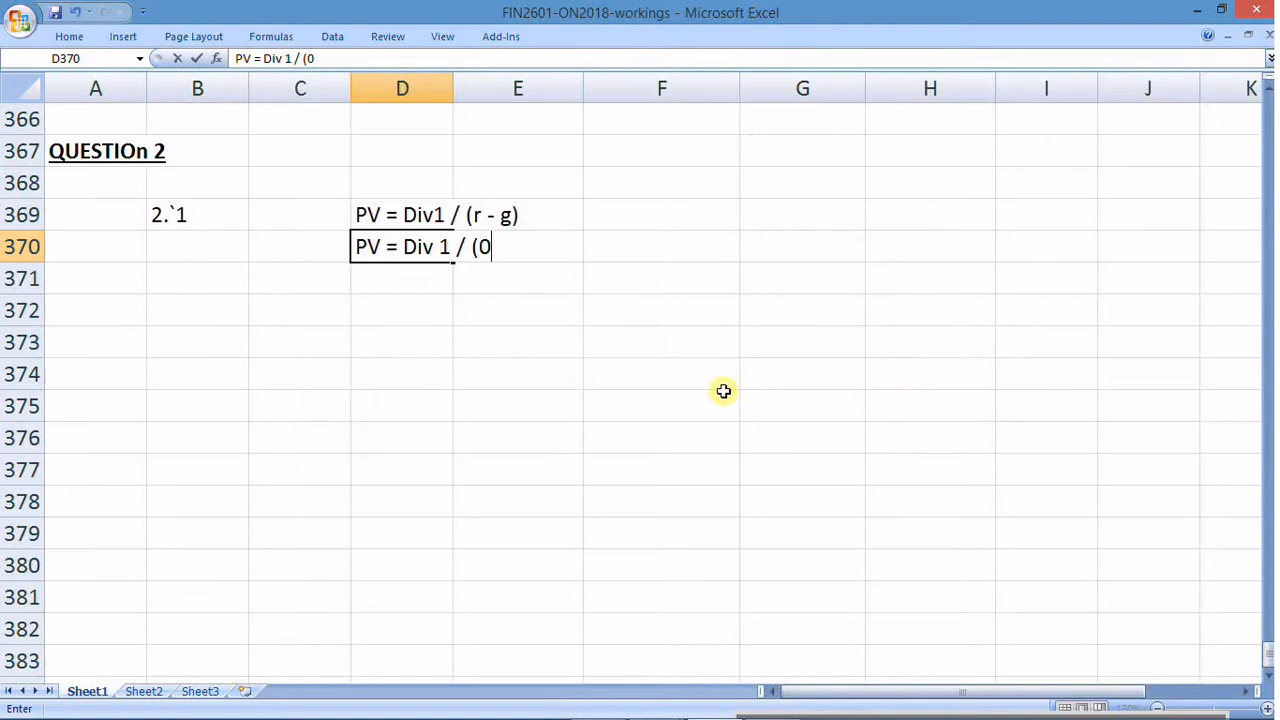 FIN2601-ON2018-workings - Microsoft Excel
Home Insert Page Layout Formulas Data Review View Add-Ins
D370 fx PV = Div 1 / (0
A B C D E F G H I J K
366
367 QUESTIOn 2
368
369 2.`1 PV = Div1 / (r - g)
370 PV = Div 1 / (0
371
372
373
374
375
376
377
378
379
380
381
382
383
Sheet1 Sheet2 Sheet3
Enter